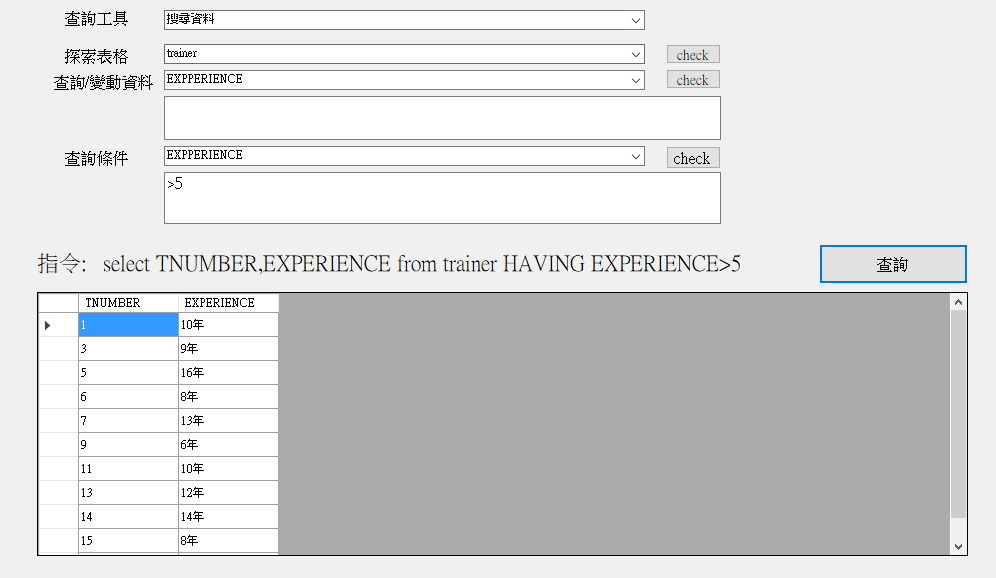 查詢工具 搜尋資料
探索表格 trainer check
查詢/變動資料 EXPPERIENCE check
查詢條件 EXPPERIENCE check
>5
指令: select TNUMBER,EXPERIENCE from trainer HAVING EXPERIENCE>5 查詢
TNUMBER EXPERIENCE
1 10年
3 9年
5 16年
6 8年
7 13年
9 6年
11 10年
13 12年
14 14年
15 8年